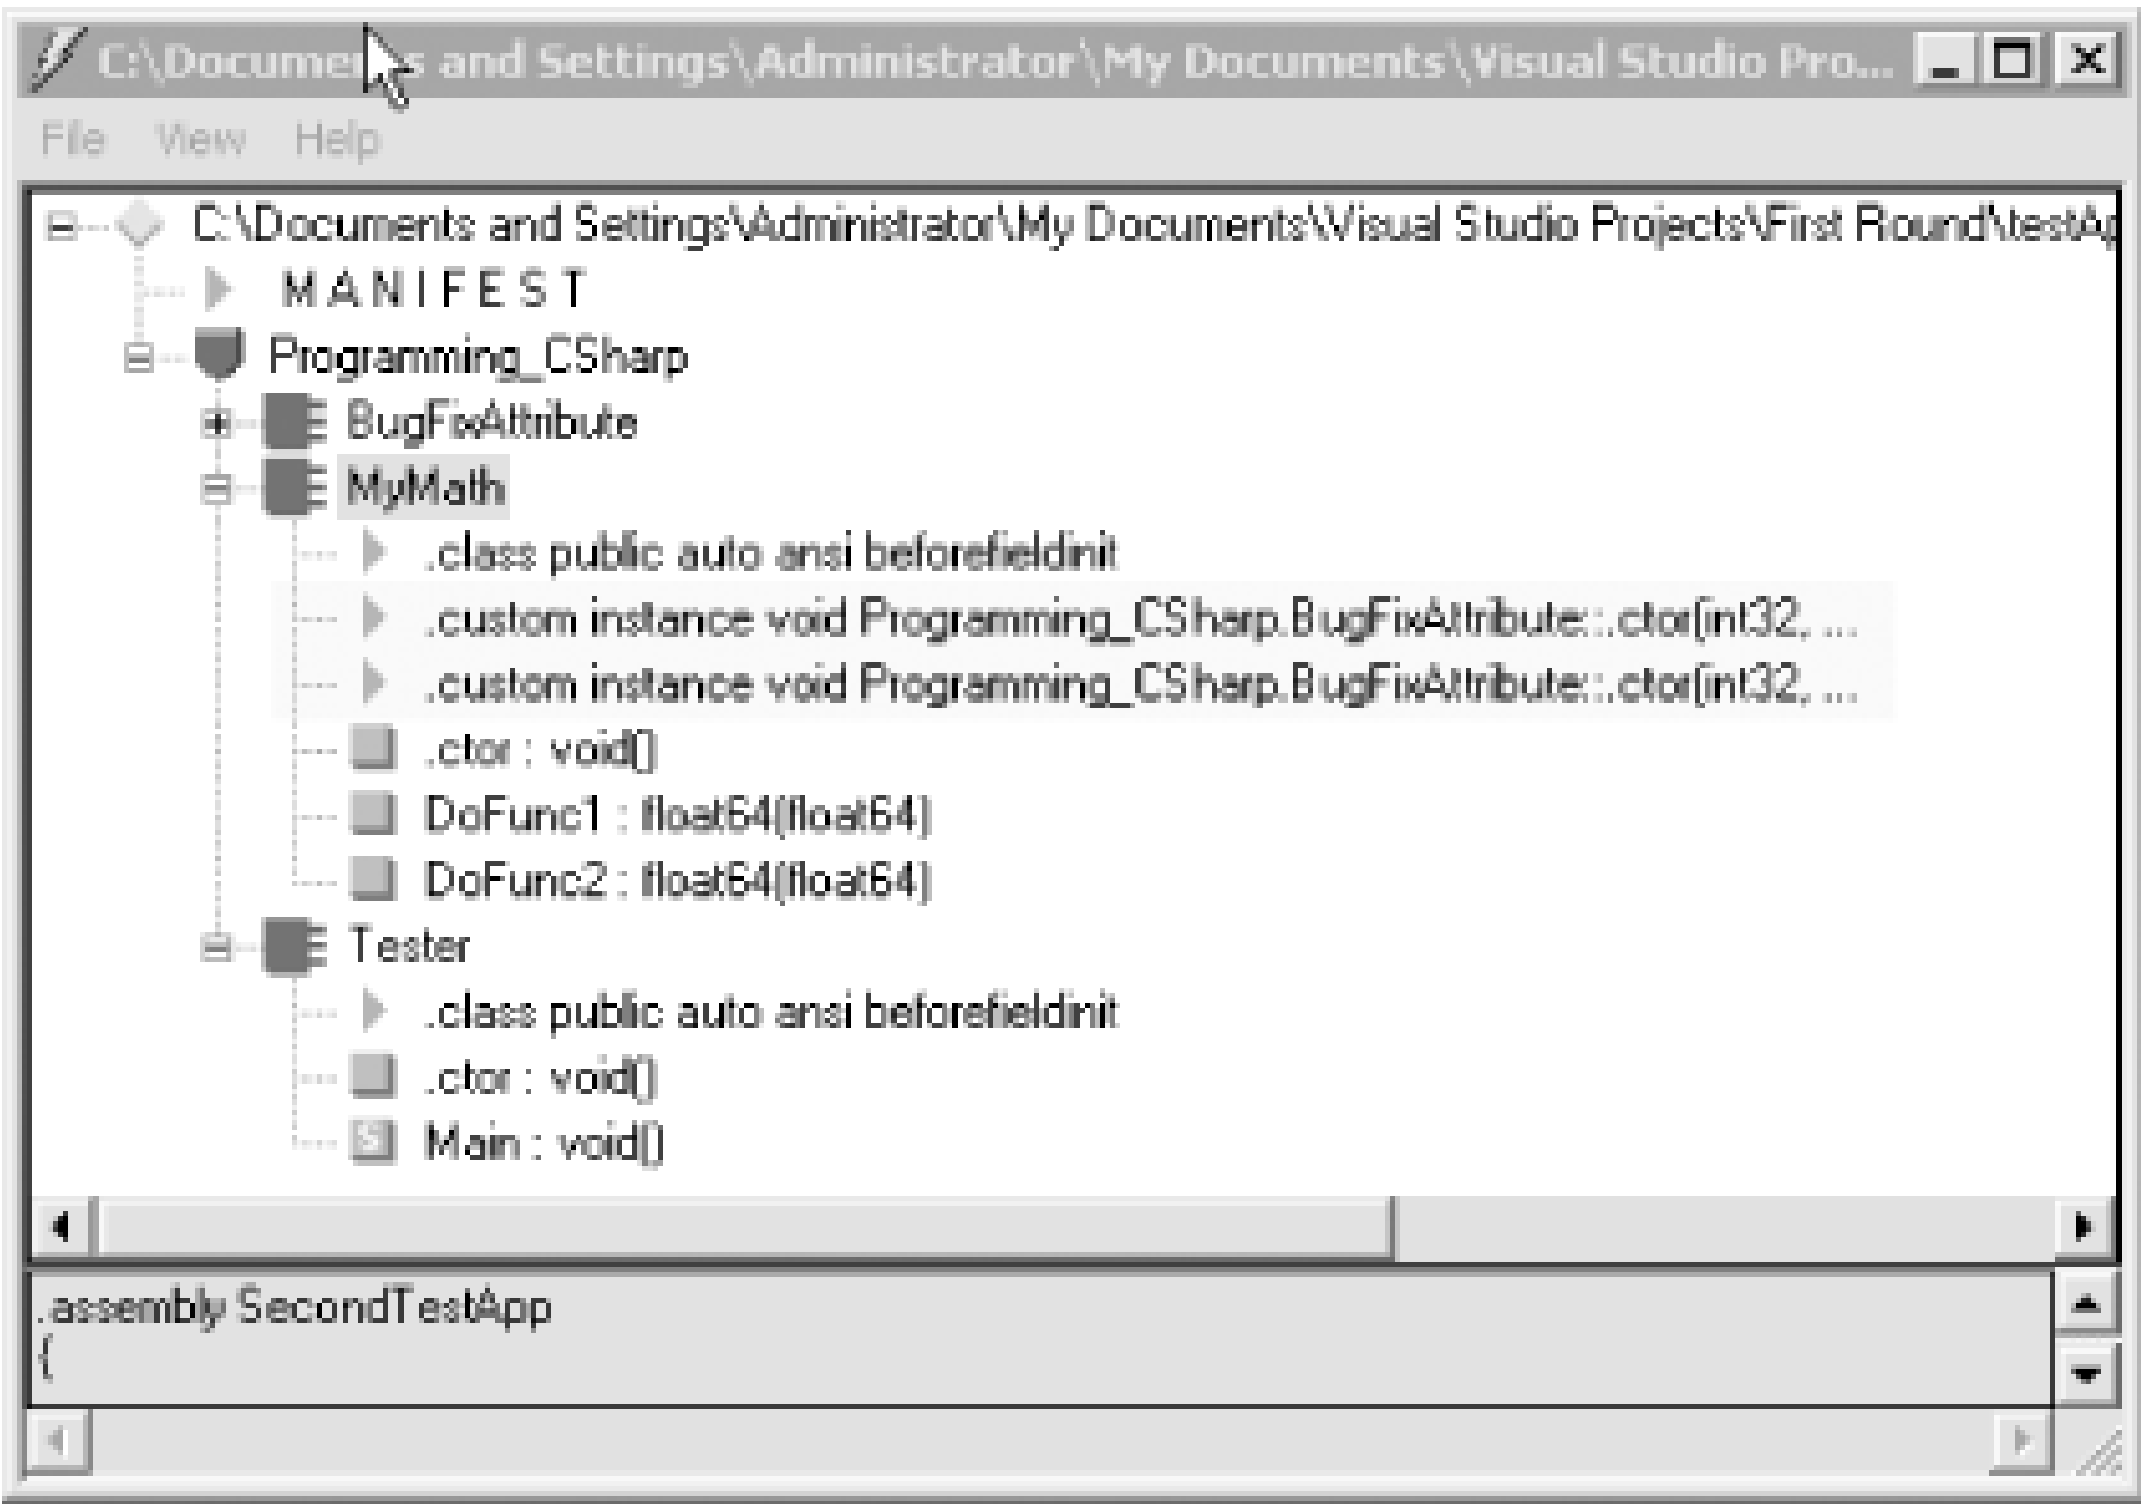 C:\Documents and Settings\Administrator\My Documents\Visual Studio Pro...
File View Help
C:\Documents and Settings\Administrator\My Documents\Visual Studio Projects\First Round\testAp
M A N I F E S T
Programming_CSharp
BugFixAttribute
MyMath
.class public auto ansi beforefieldinit
.custom instance void Programming_CSharp.BugFixAttribute::.ctor(int32, ...
.custom instance void Programming_CSharp.BugFixAttribute::.ctor(int32, ...
.ctor : void()
DoFunc1 : float64(float64)
DoFunc2 : float64(float64)
Tester
.class public auto ansi beforefieldinit
.ctor : void()
S Main : void()
.assembly SecondTestApp
{